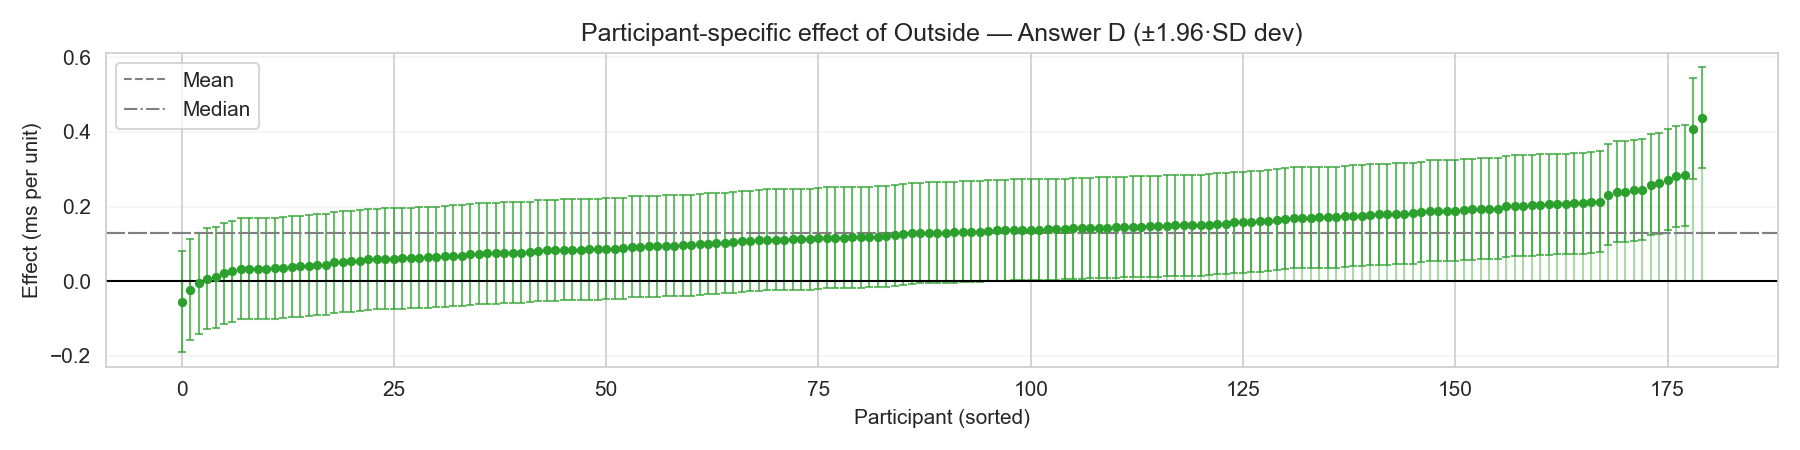 Participant-specific effect of Outside — Answer D (±1.96·SD dev)
Mean
Median
Effect (ms per unit)
0.6
0.4
0.2
0.0
−0.2
0 25 50 75 100 125 150 175
Participant (sorted)